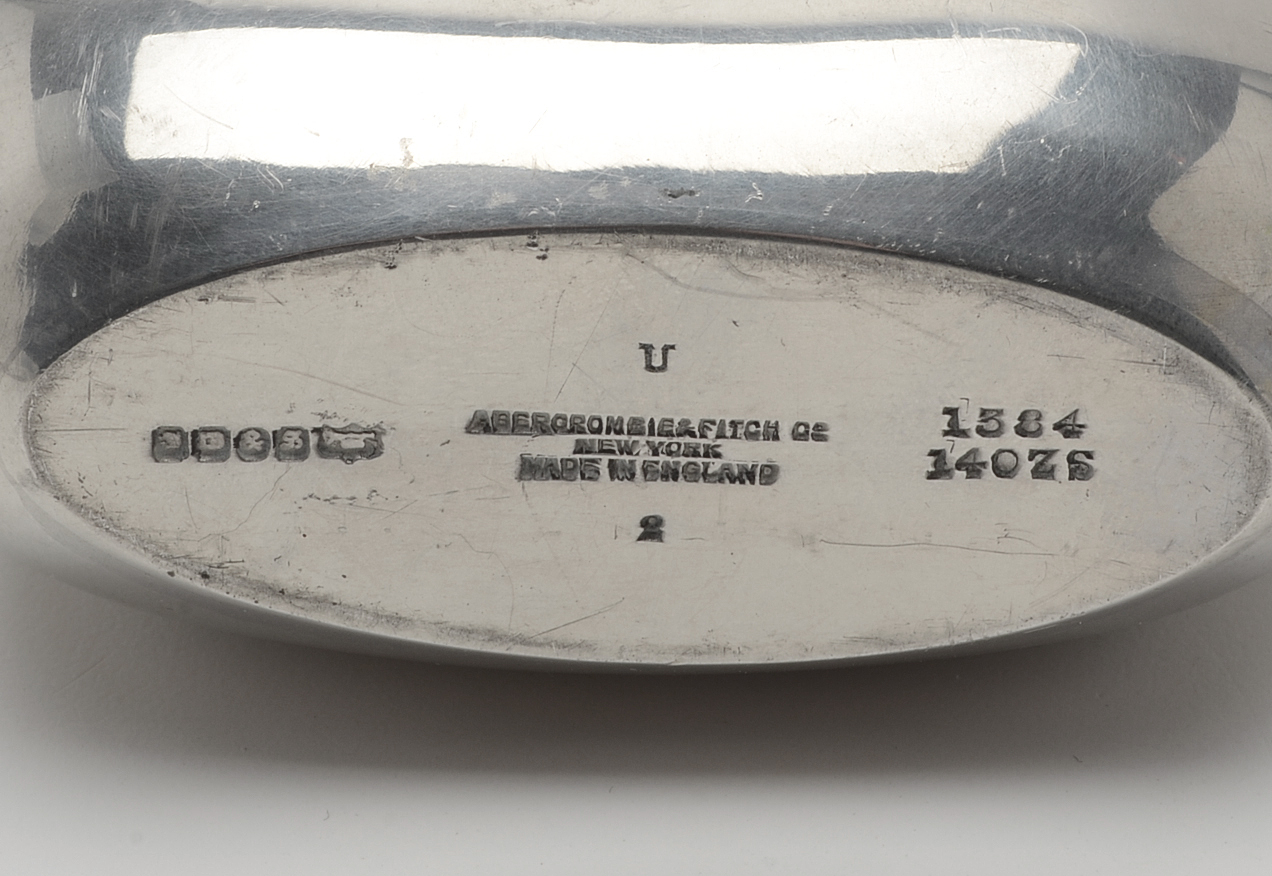 U
ABERCROMBIE & FITCH Co
NEW YORK
MADE IN ENGLAND
2
1384
14OZS